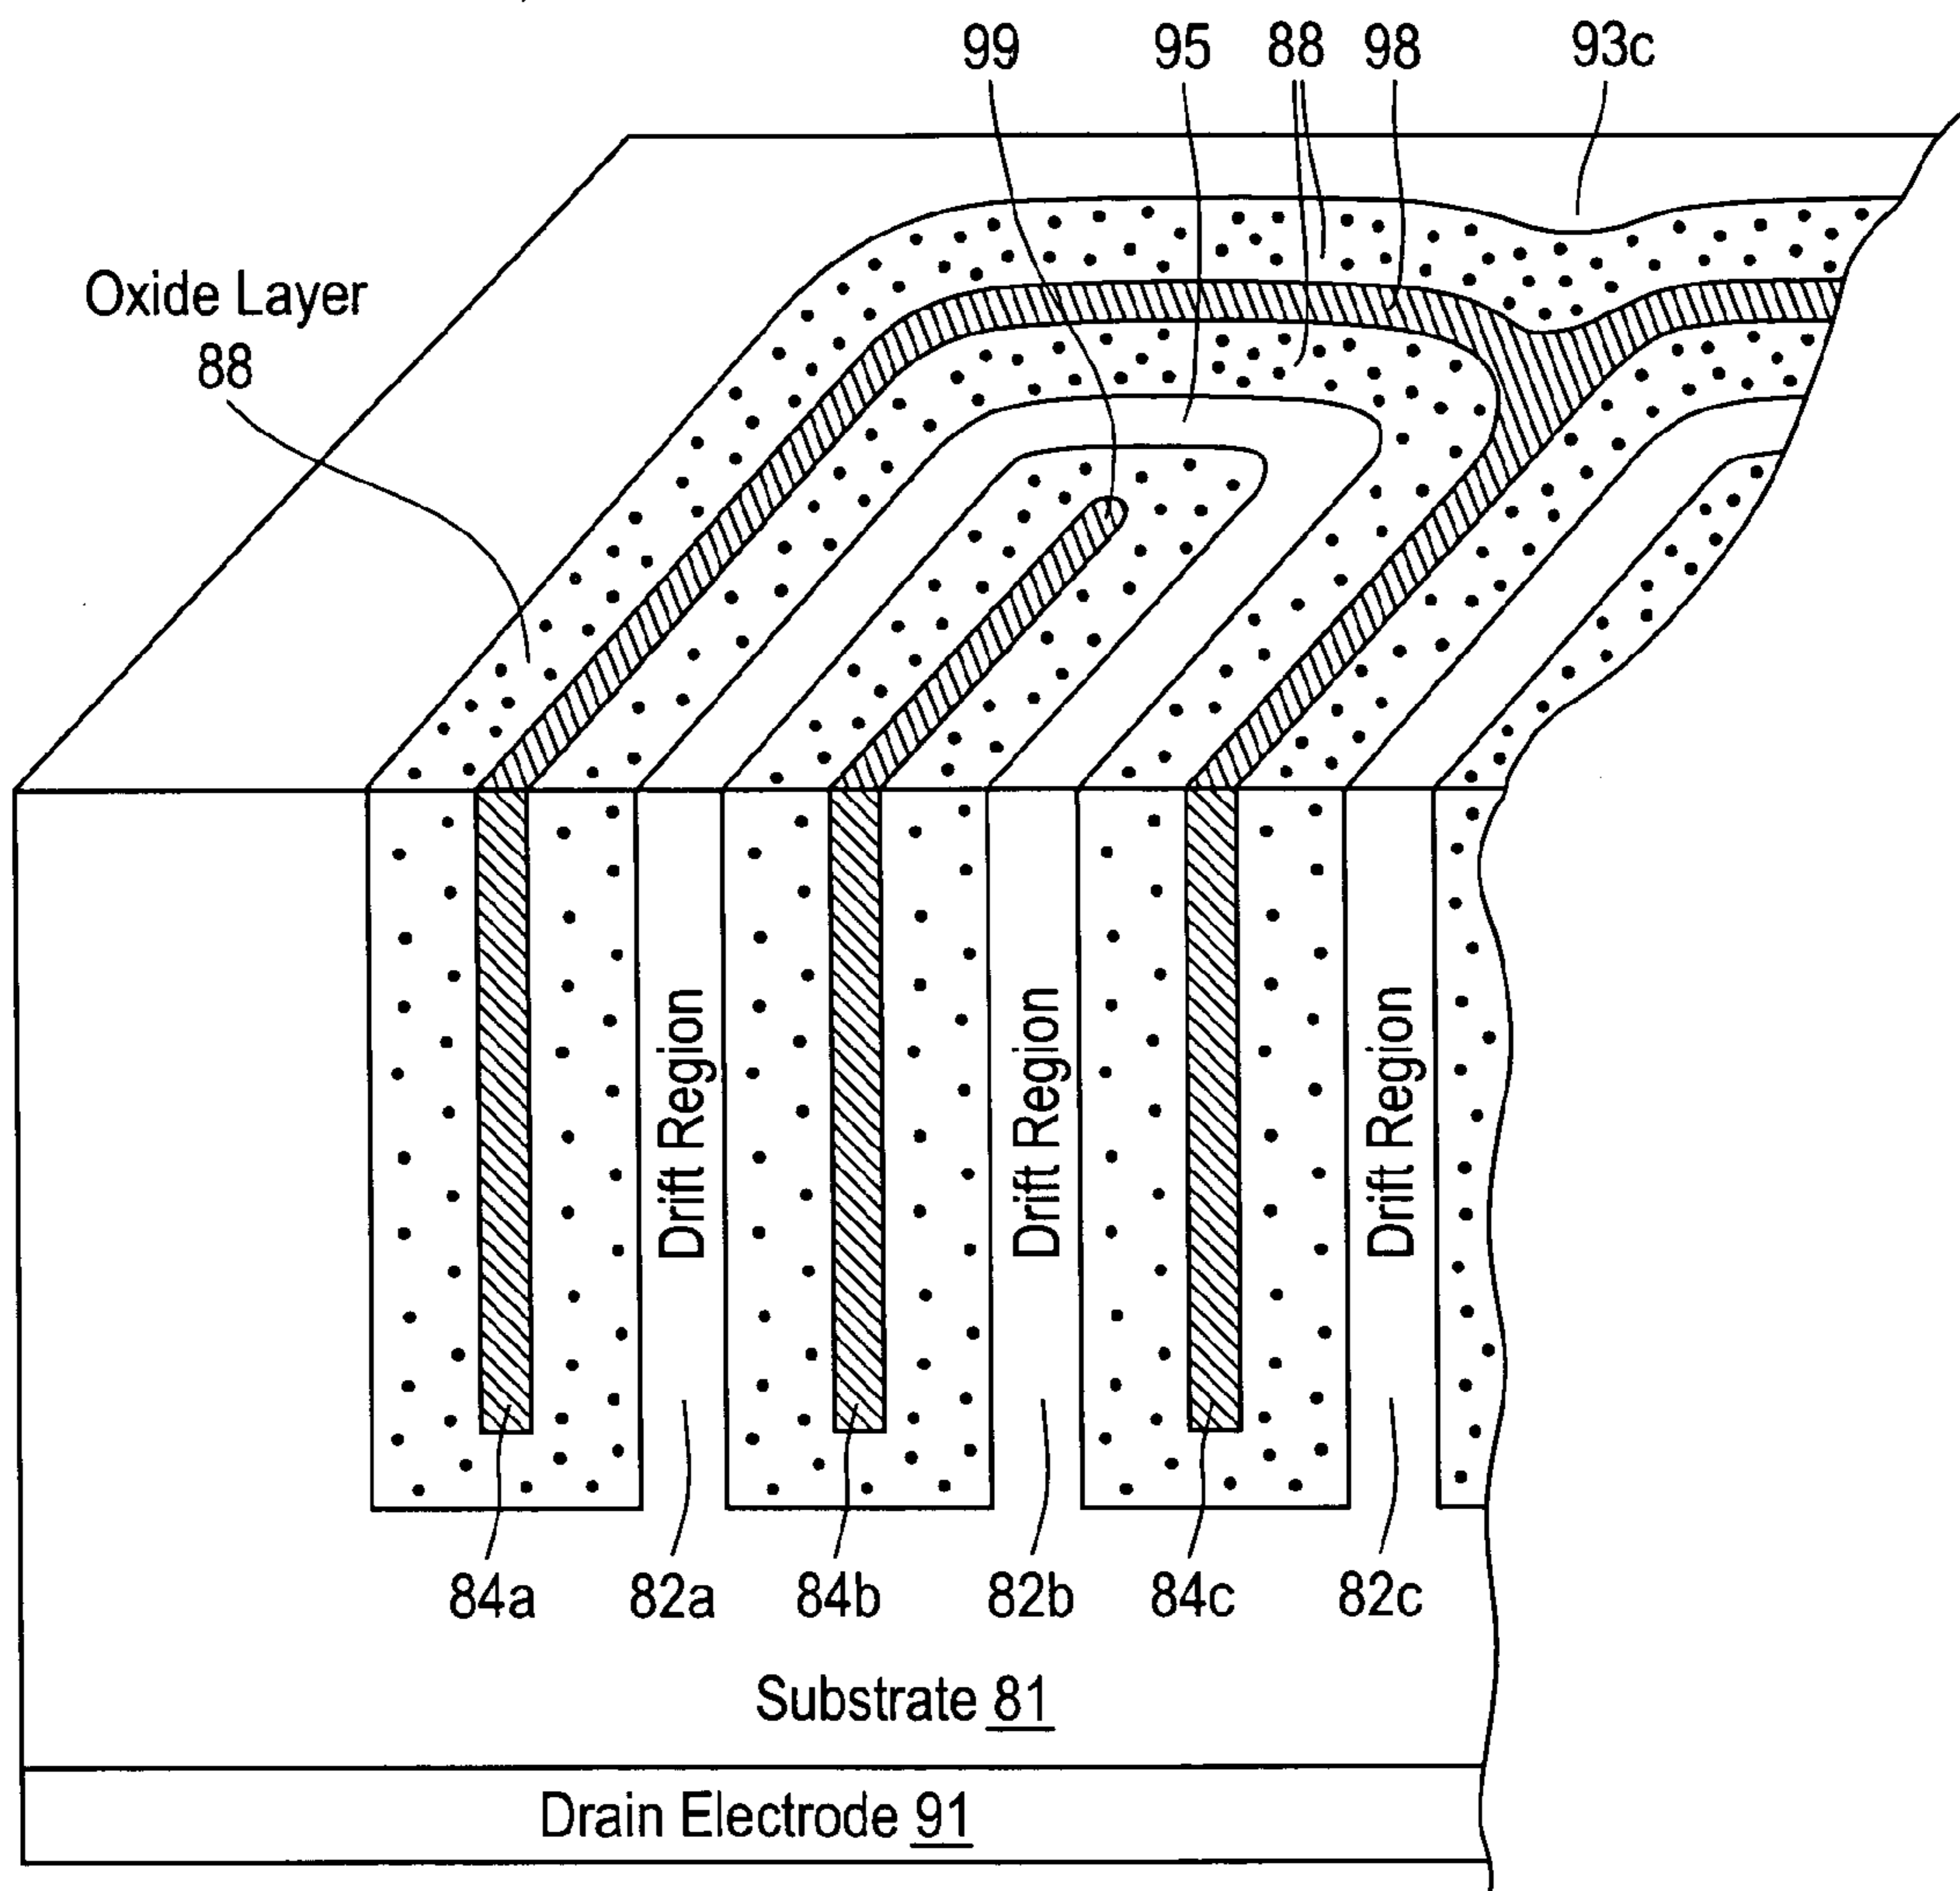 99 95 88 98 93c
Oxide Layer
88
Drift Region
Drift Region
Drift Region
84a 82a 84b 82b 84c 82c
Substrate 81
Drain Electrode 91